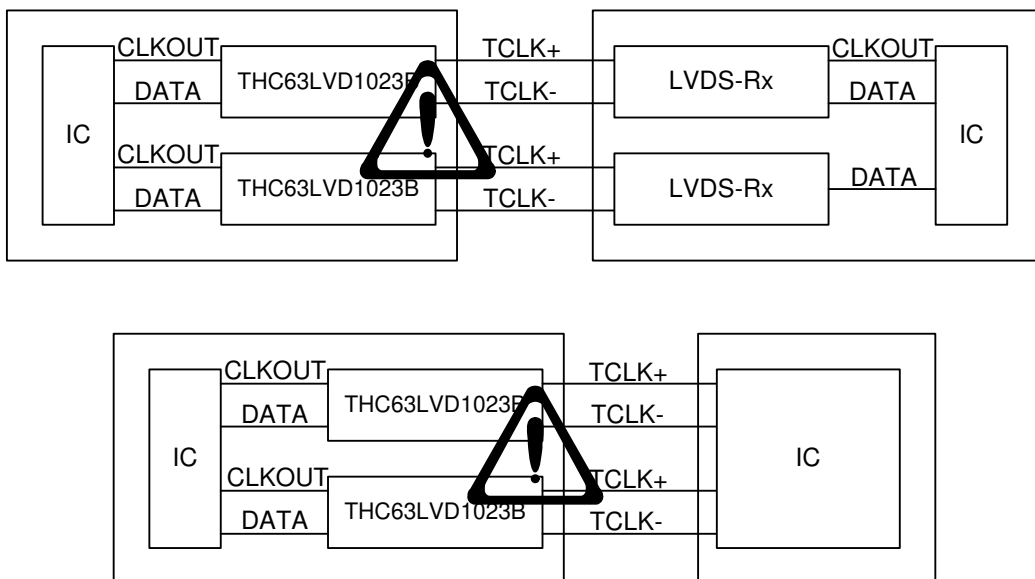 CLKOUT THC63LVD1023B TCLK+ LVDS-Rx CLKOUT
DATA TCLK- DATA
IC IC
CLKOUT THC63LVD1023B TCLK+ LVDS-Rx DATA
DATA TCLK-
CLKOUT THC63LVD1023B TCLK+
DATA TCLK-
IC IC
CLKOUT THC63LVD1023B TCLK+
DATA TCLK-